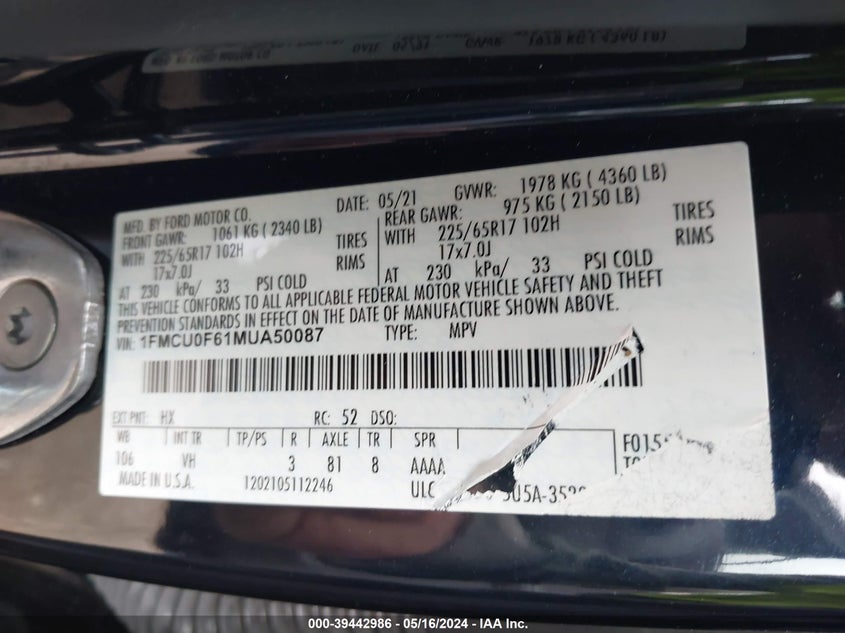 MFD. BY FORD MOTOR CO. DATE: 05/21 GVWR: 1978 KG ( 4360 LB)
FRONT GAWR: 1061 KG ( 2340 LB) REAR GAWR: 975 KG ( 2150 LB)
WITH 225/65R17 102H TIRES WITH 225/65R17 102H TIRES
17x7.0J RIMS 17x7.0J RIMS
AT 230 kPa/ 33 PSI COLD AT 230 kPa/ 33 PSI COLD
THIS VEHICLE CONFORMS TO ALL APPLICABLE FEDERAL MOTOR VEHICLE SAFETY AND THEFT
PREVENTION STANDARDS IN EFFECT ON THE DATE OF MANUFACTURE SHOWN ABOVE.
VIN: 1FMCU0F61MUA50087 TYPE: MPV
EXT PNT: HX RC: 52 DSO:
WB INT TR TP/PS R AXLE TR SPR
106 VH 3 81 8 AAAA
MADE IN U.S.A. 1202105112246 ULC
000-39442986 - 05/16/2024 - IAA Inc.